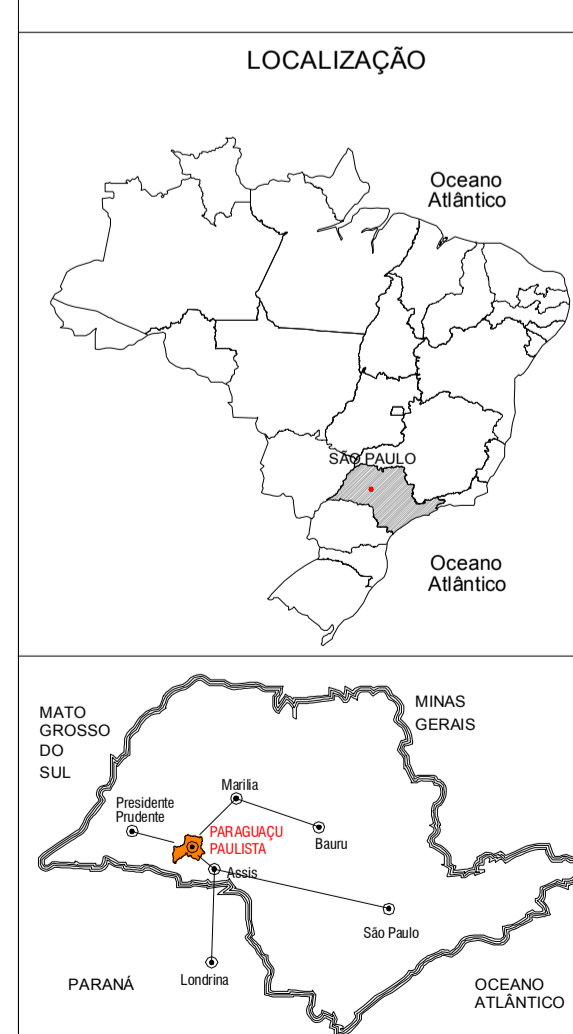 LOCALIZAÇÃO
Oceano
Atlântico
SÃO PAULO
Oceano
Atlântico
MATO
GROSSO
DO
SUL
MINAS
GERAIS
Marilia
Presidente
Prudente
PARAGUAÇU
PAULISTA
Bauru
Assis
São Paulo
PARANÁ
Londrina
OCEANO
ATLÂNTICO